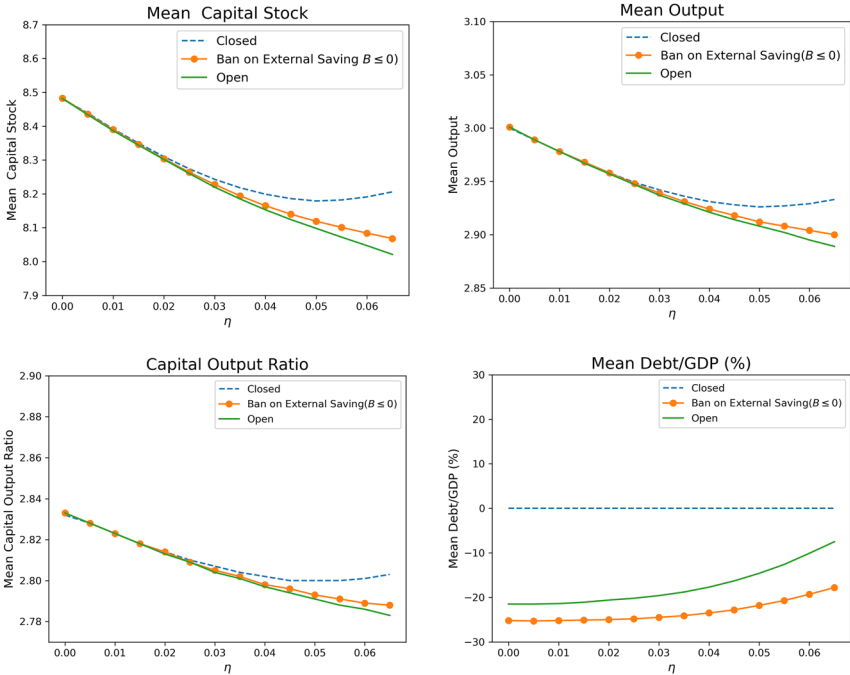 Mean Capital Stock
8.7
8.6
8.5
8.4
8.3
8.2
8.1
8.0
7.9
Mean Capital Stock
Closed
Ban on External Saving B ≤ 0)
Open
0.00 0.01 0.02 0.03 0.04 0.05 0.06
η
Mean Output
3.10
3.05
3.00
2.95
2.90
2.85
Mean Output
Closed
Ban on External Saving(B ≤ 0)
Open
0.00 0.01 0.02 0.03 0.04 0.05 0.06
η
Capital Output Ratio
2.90
2.88
2.86
2.84
2.82
2.80
2.78
Mean Capital Output Ratio
Closed
Ban on External Saving(B ≤ 0)
Open
0.00 0.01 0.02 0.03 0.04 0.05 0.06
η
Mean Debt/GDP (%)
30
20
10
0
−10
−20
−30
Mean Debt/GDP (%)
Closed
Ban on External Saving(B ≤ 0)
Open
0.00 0.01 0.02 0.03 0.04 0.05 0.06
η